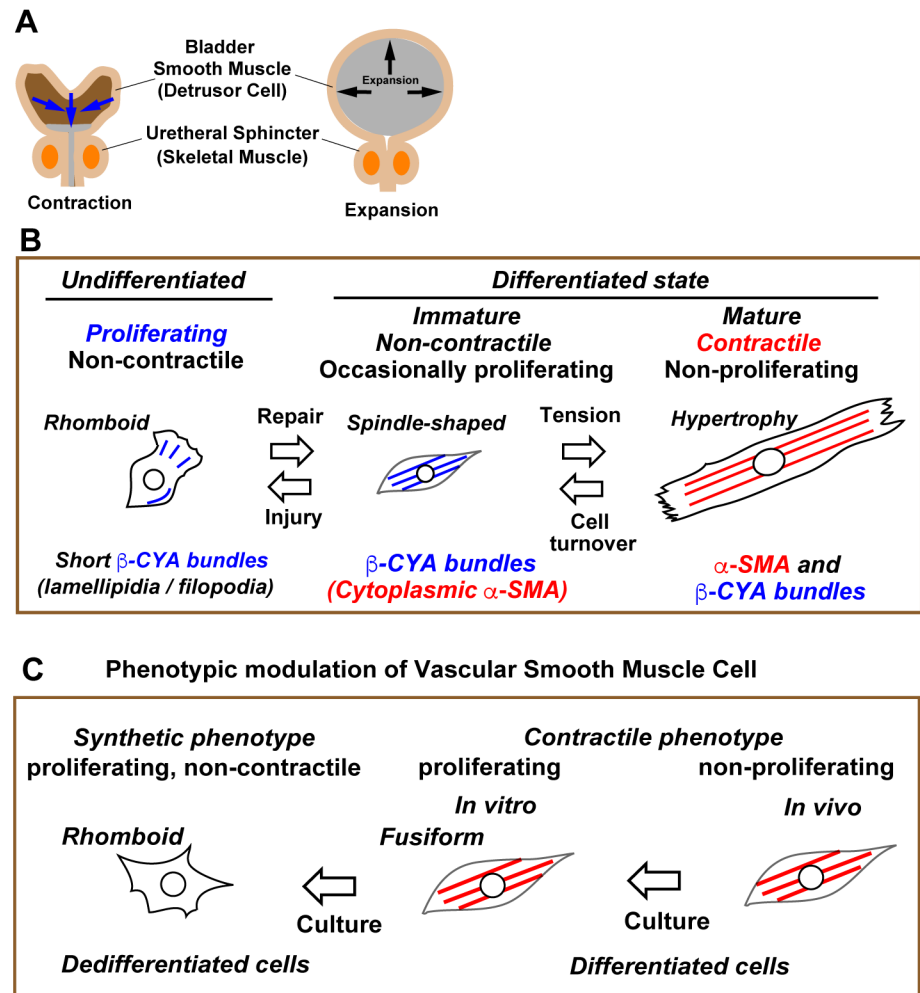 A
Bladder
Smooth Muscle
(Detrusor Cell)
Expansion
Urethral Sphincter
(Skeletal Muscle)
Contraction
Expansion
B
Undifferentiated
Differentiated state
Proliferating
Non-contractile
Immature
Non-contractile
Occasionally proliferating
Mature
Contractile
Non-proliferating
Rhomboid
Repair
Injury
Spindle-shaped
Tension
Cell
turnover
Hypertrophy
Short β-CYA bundles
(lamellipidia / filopodia)
β-CYA bundles
(Cytoplasmic α-SMA)
α-SMA and
β-CYA bundles
C
Phenotypic modulation of Vascular Smooth Muscle Cell
Synthetic phenotype
proliferating, non-contractile
Contractile phenotype
proliferating
non-proliferating
In vitro
In vivo
Rhomboid
Fusiform
Culture
Culture
Dedifferentiated cells
Differentiated cells